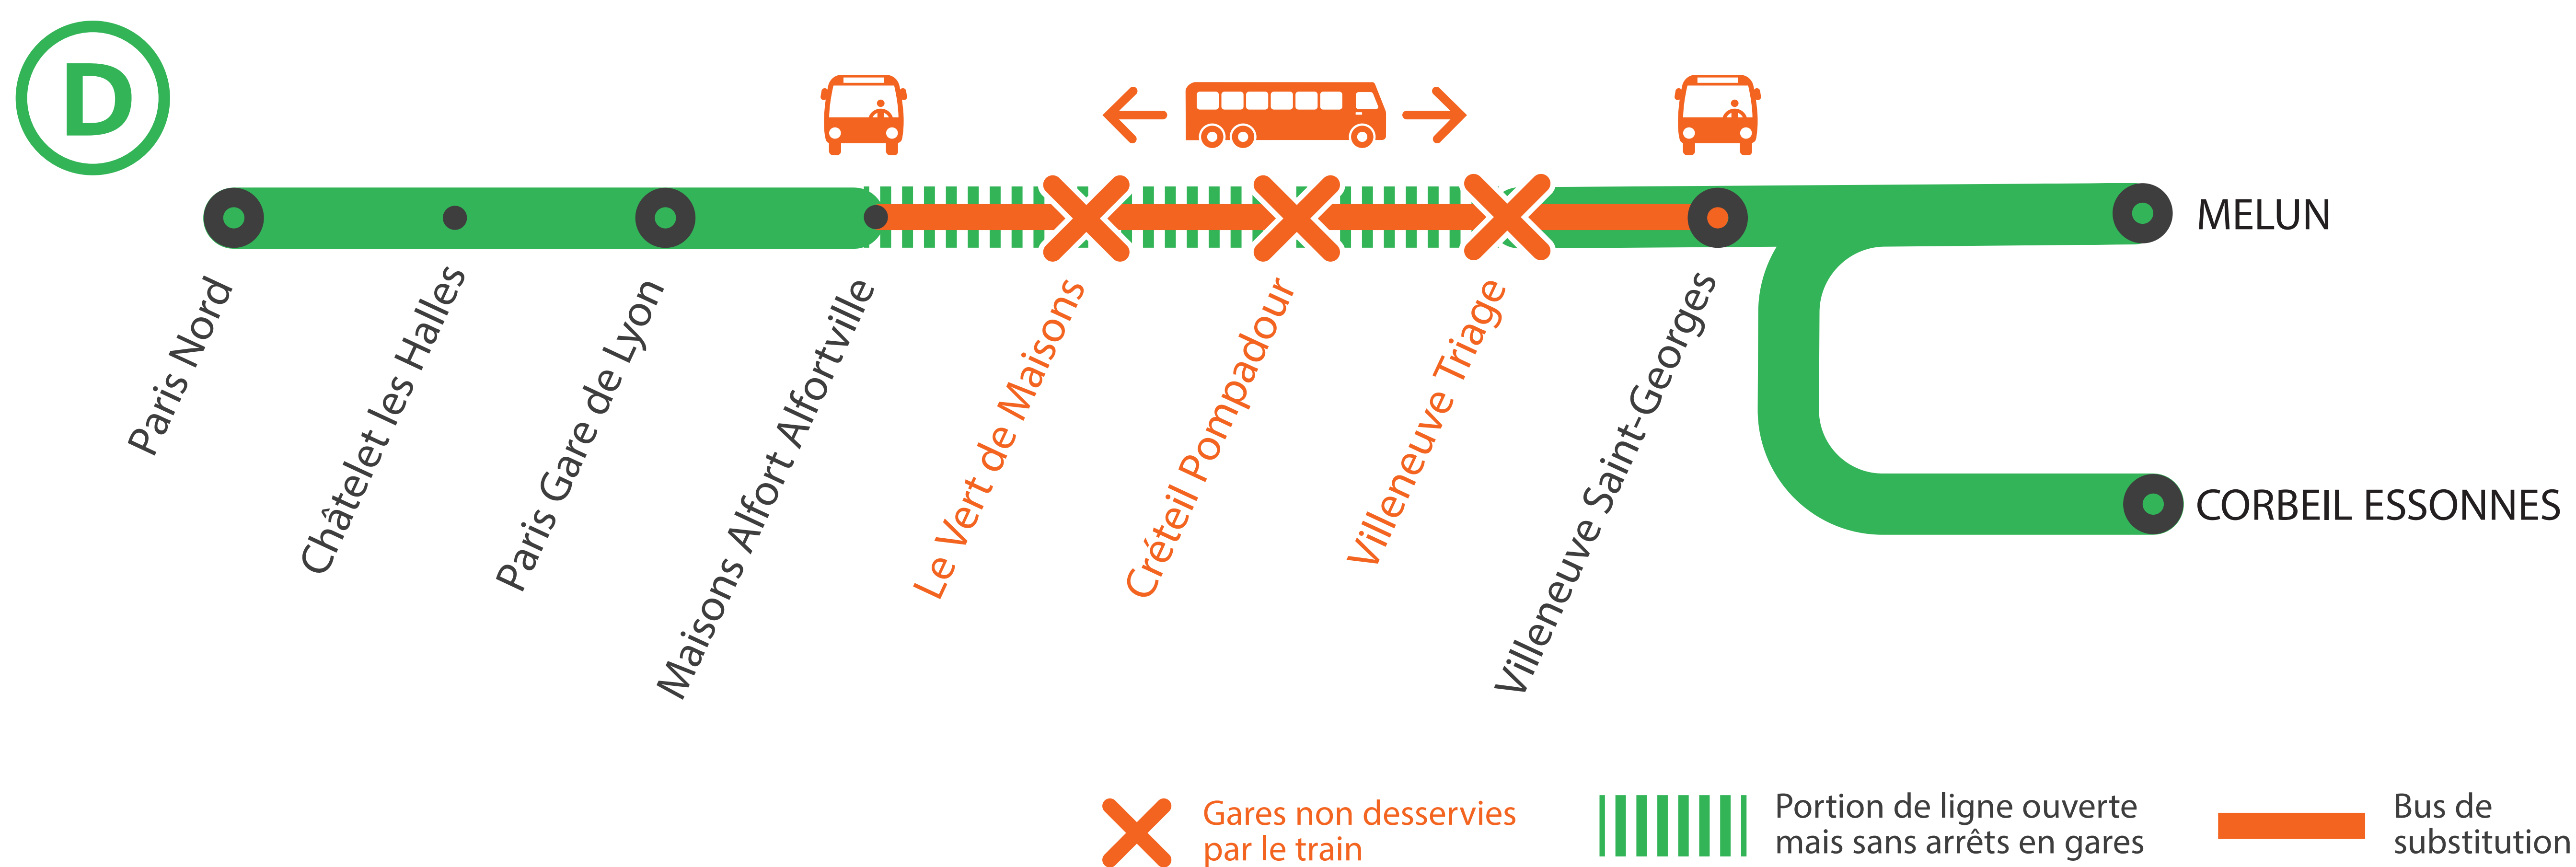 D
Paris Nord
Châtelet les Halles
Paris Gare de Lyon
Maisons Alfort Alfortville
Le Vert de Maisons
Créteil Pompadour
Villeneuve Triage
Villeneuve Saint-Georges
MELUN
CORBEIL ESSONNES
Gares non desservies
par le train
Portion de ligne ouverte
mais sans arrêts en gares
Bus de
substitution